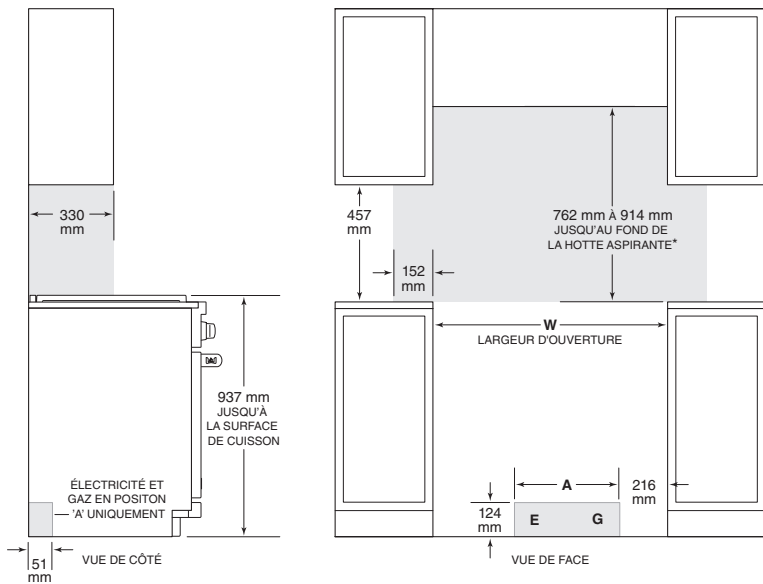 330
mm
937 mm
JUSQU'À
LA SURFACE
DE CUISSON
ÉLECTRICITÉ ET
GAZ EN POSITON
'A' UNIQUEMENT
51
mm
VUE DE CÔTÉ
457
mm
152
mm
762 mm À 914 mm
JUSQU'AU FOND DE
LA HOTTE ASPIRANTE*
W
LARGEUR D'OUVERTURE
A
216
mm
124
mm
E G
VUE DE FACE